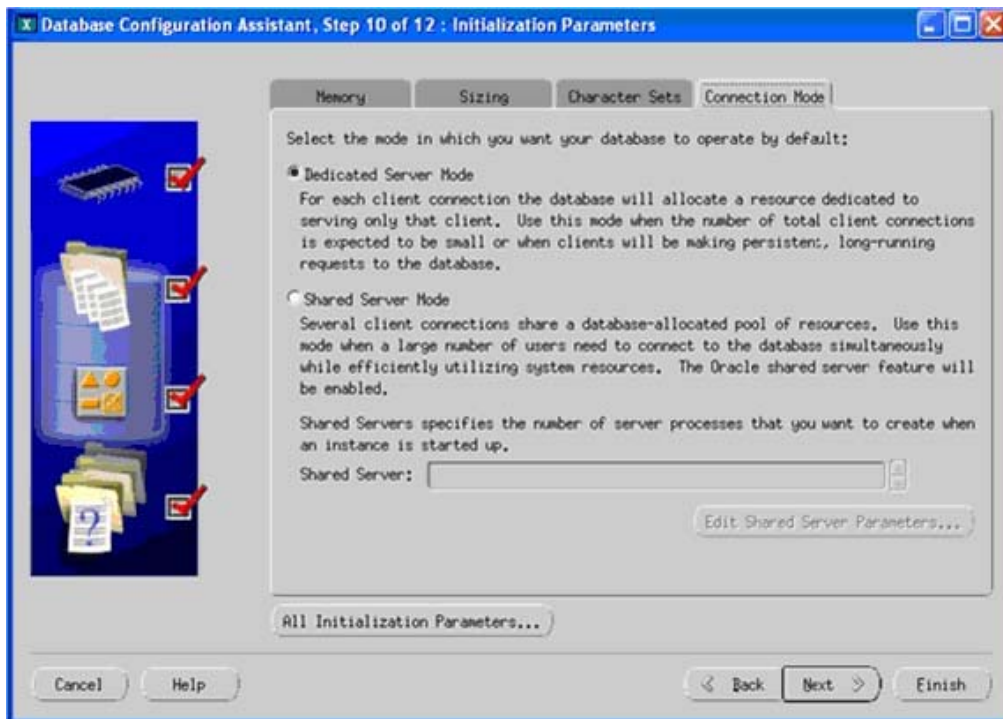 Database Configuration Assistant, Step 10 of 12 : Initialization Parameters
Memory
Sizing
Character Sets
Connection Mode
Select the mode in which you want your database to operate by default:
Dedicated Server Mode
For each client connection the database will allocate a resource dedicated to
serving only that client. Use this mode when the number of total client connections
is expected to be small or when clients will be making persistent, long-running
requests to the database.
Shared Server Mode
Several client connections share a database-allocated pool of resources. Use this
mode when a large number of users need to connect to the database simultaneously
while efficiently utilizing system resources. The Oracle shared server feature will
be enabled.
Shared Servers specifies the number of server processes that you want to create when
an instance is started up.
Shared Server:
Edit Shared Server Parameters...
?
All Initialization Parameters...
Cancel
Help
Back
Next
Finish